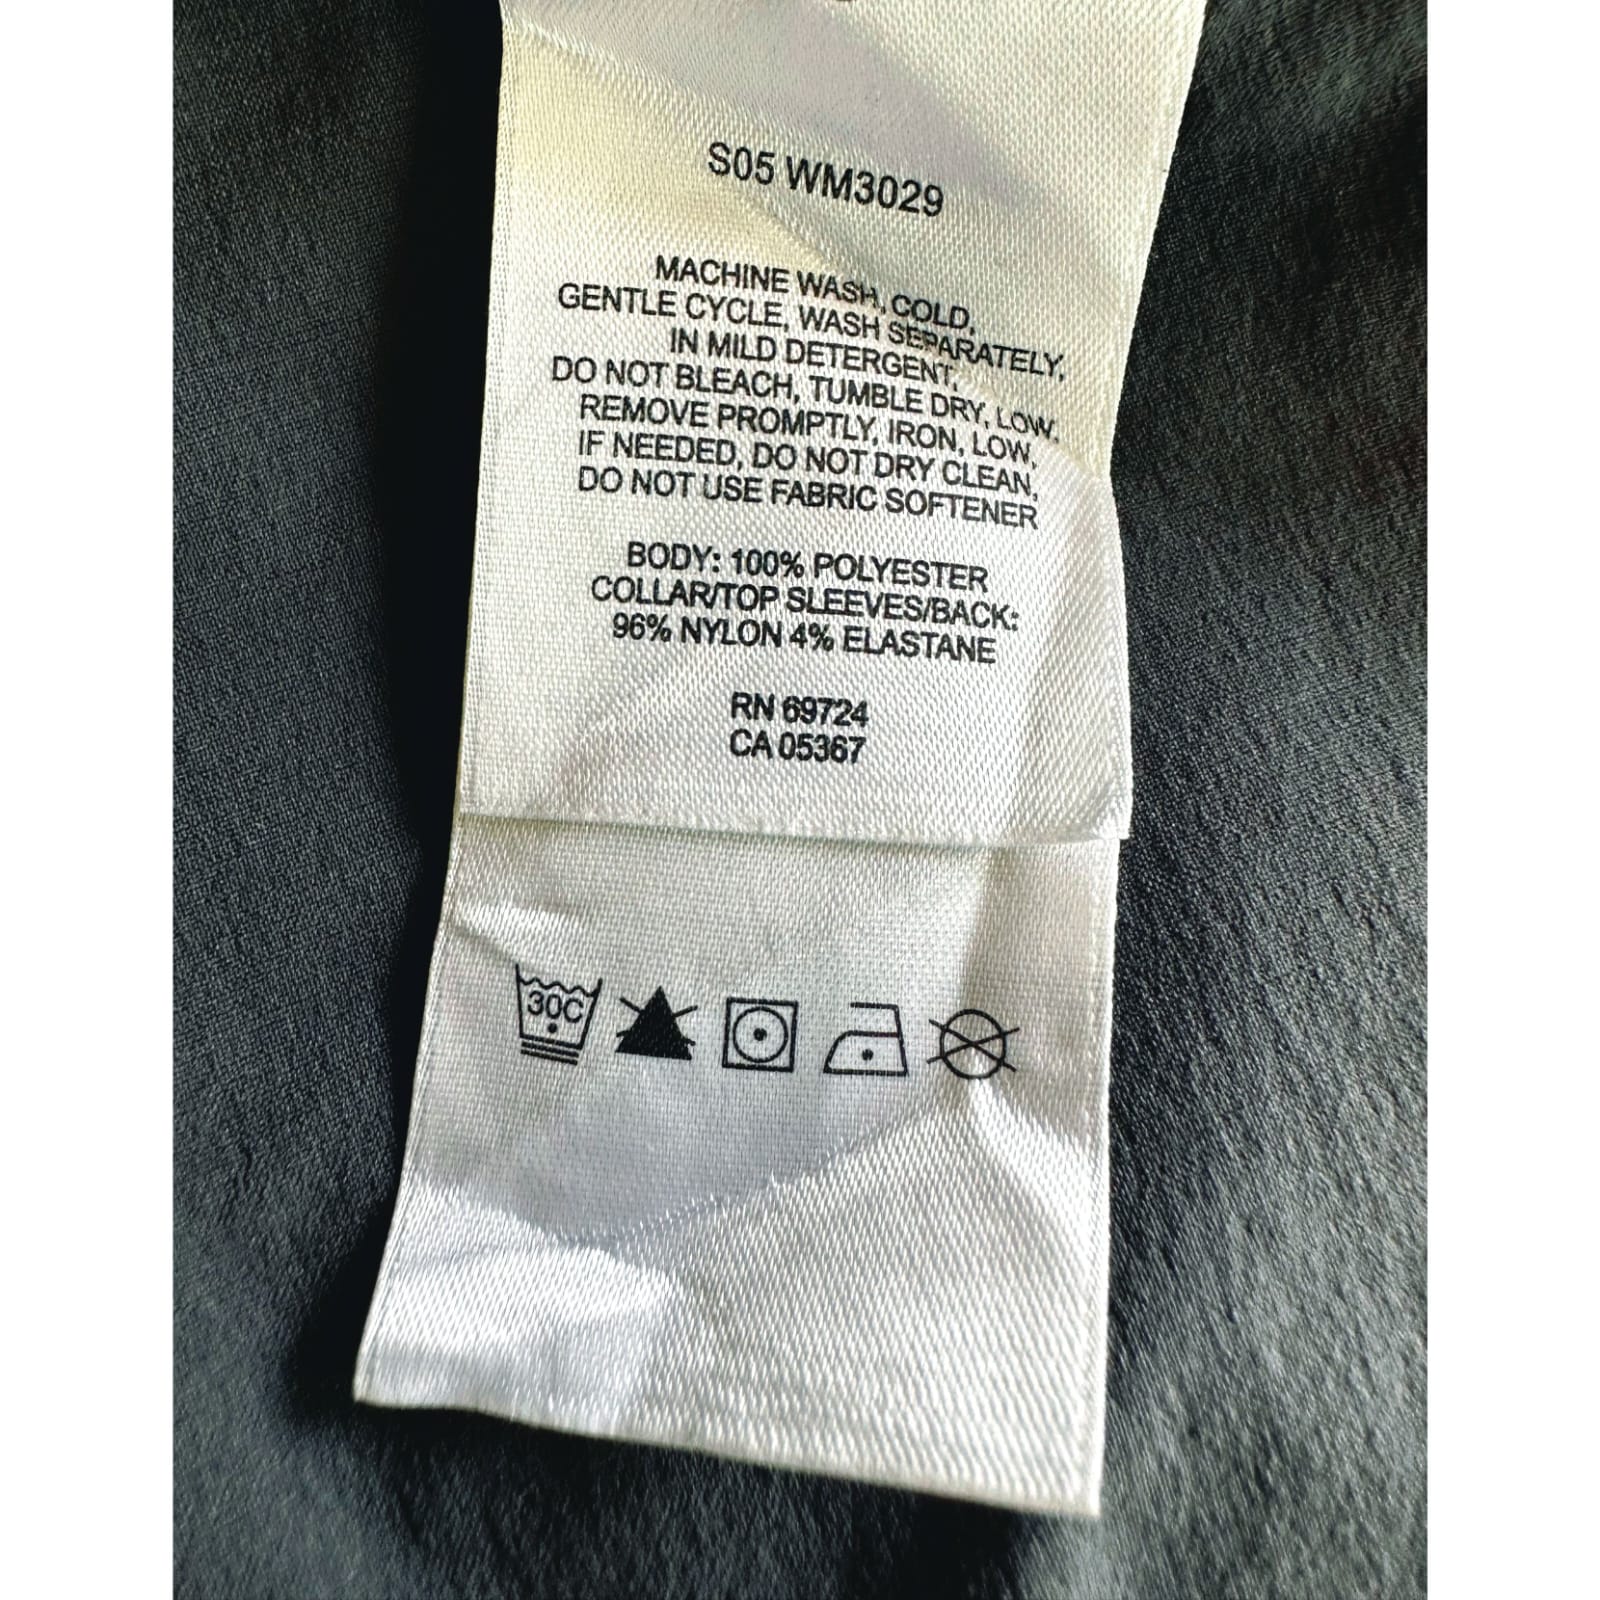 S05 WM3029
MACHINE WASH, COLD,
GENTLE CYCLE, WASH SEPARATELY,
IN MILD DETERGENT,
DO NOT BLEACH, TUMBLE DRY, LOW,
REMOVE PROMPTLY, IRON, LOW,
IF NEEDED, DO NOT DRY CLEAN,
DO NOT USE FABRIC SOFTENER
BODY: 100% POLYESTER
COLLAR/TOP SLEEVES/BACK:
96% NYLON 4% ELASTANE
RN 69724
CA 05367
30C